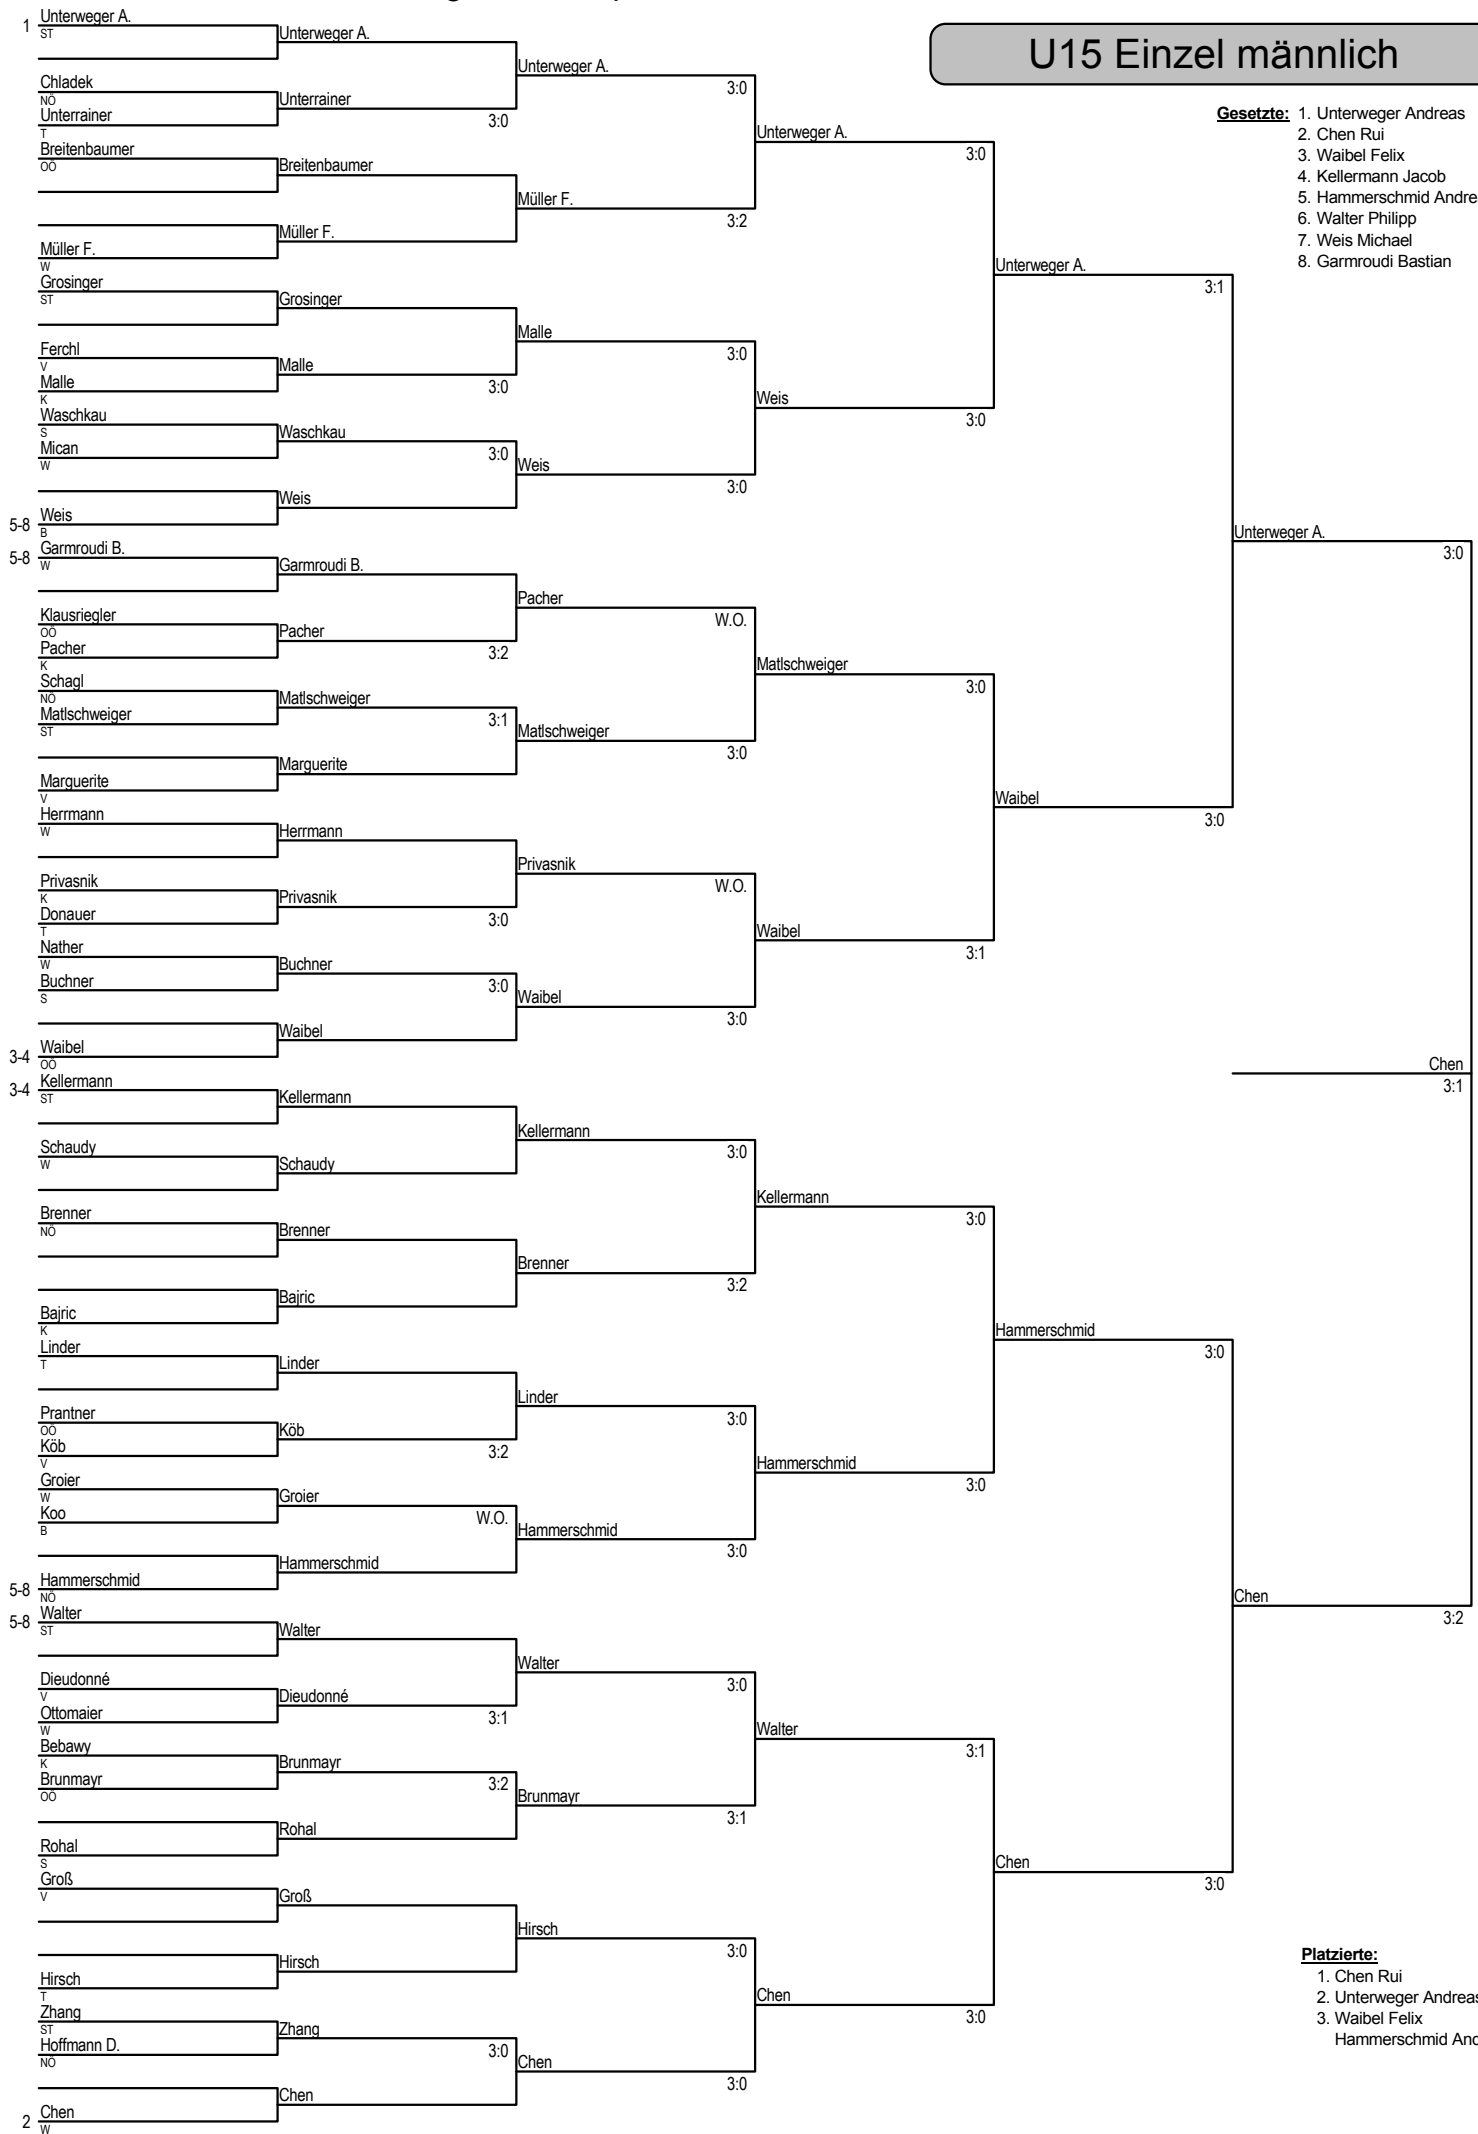 U15 Einzel männlich
Gesetzte: 1. Unterweger Andreas
2. Chen Rui
3. Waibel Felix
4. Kellermann Jacob
5. Hammerschmid Andre
6. Walter Philipp
7. Weis Michael
8. Garmroudi Bastian
1 Unterweger A.
ST
Chladek
NÖ
Unterrainer
T
Breitenbaumer
OÖ
Müller F.
W
Grosinger
ST
Ferchl
V
Malle
K
Waschkau
S
Mican
W
5-8 Weis
B
5-8 Garmroudi B.
W
Klausriegler
OÖ
Pacher
K
Schagl
NÖ
Matlschweiger
ST
Marguerite
V
Herrmann
W
Privasnik
K
Donauer
T
Nather
W
Buchner
S
3-4 Waibel
OÖ
3-4 Kellermann
ST
Schaudy
W
Brenner
NÖ
Bajric
K
Linder
T
Prantner
OÖ
Köb
V
Groier
W
Koo
B
5-8 Hammerschmid
NÖ
5-8 Walter
ST
Dieudonné
V
Ottomaier
W
Bebawy
K
Brunmayr
OÖ
Rohal
S
Groß
V
Hirsch
T
Zhang
ST
Hoffmann D.
NÖ
2 Chen
W
Unterweger A.
Unterrainer
3:0
Breitenbaumer
Müller F.
Grosinger
Malle
3:0
Waschkau
3:0
Weis
Garmroudi B.
Pacher
3:2
Matlschweiger
3:1
Marguerite
Herrmann
Privasnik
3:0
Buchner
3:0
Waibel
Kellermann
Schaudy
Brenner
Bajric
Linder
Köb
3:2
Groier
W.O.
Hammerschmid
Walter
Dieudonné
3:1
Brunmayr
3:2
Rohal
Groß
Hirsch
Zhang
3:0
Chen
Unterweger A.
3:0
Müller F.
3:2
Malle
3:0
Weis
3:0
Pacher
W.O.
Matlschweiger
3:0
Privasnik
W.O.
Waibel
3:0
Kellermann
3:0
Brenner
3:2
Linder
3:0
Hammerschmid
3:0
Walter
3:0
Brunmayr
3:1
Hirsch
3:0
Chen
3:0
Unterweger A.
3:0
Weis
3:0
Matlschweiger
3:0
Waibel
3:1
Kellermann
3:0
Hammerschmid
3:0
Walter
3:1
Chen
3:0
Unterweger A.
3:1
Waibel
3:0
Hammerschmid
3:0
Chen
3:0
Unterweger A.
3:0
Chen
3:2
Chen
3:1
Platzierte:
1. Chen Rui
2. Unterweger Andreas
3. Waibel Felix
Hammerschmid And